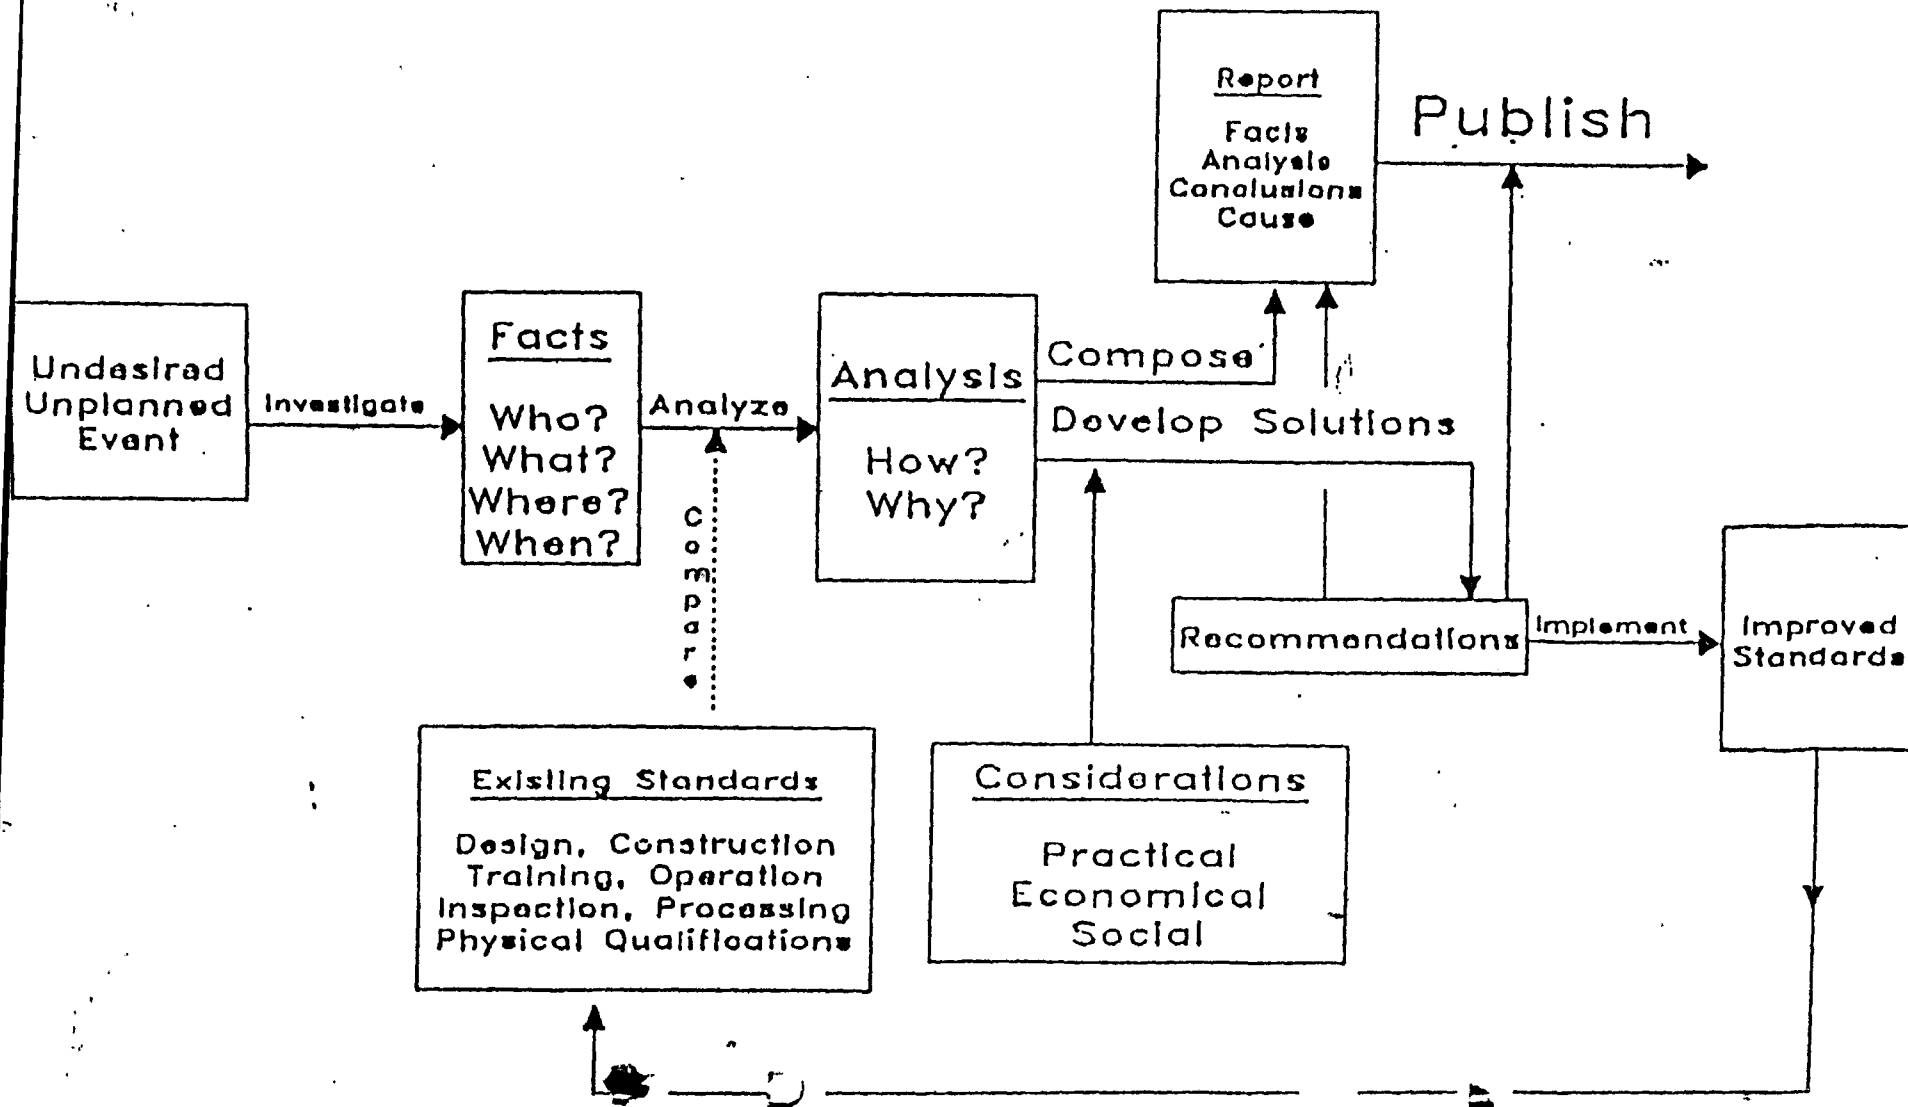 Undesired
Unplanned
Event
Investigate
Facts
Who?
What?
Where?
When?
Analyze
Compare
Existing Standards
Design, Construction
Training, Operation
Inspection, Processing
Physical Qualifications
Analysis
How?
Why?
Compose
Develop Solutions
Considerations
Practical
Economical
Social
Report
Facts
Analysis
Conclusions
Cause
Publish
Recommendations
Implement
Improved
Standards